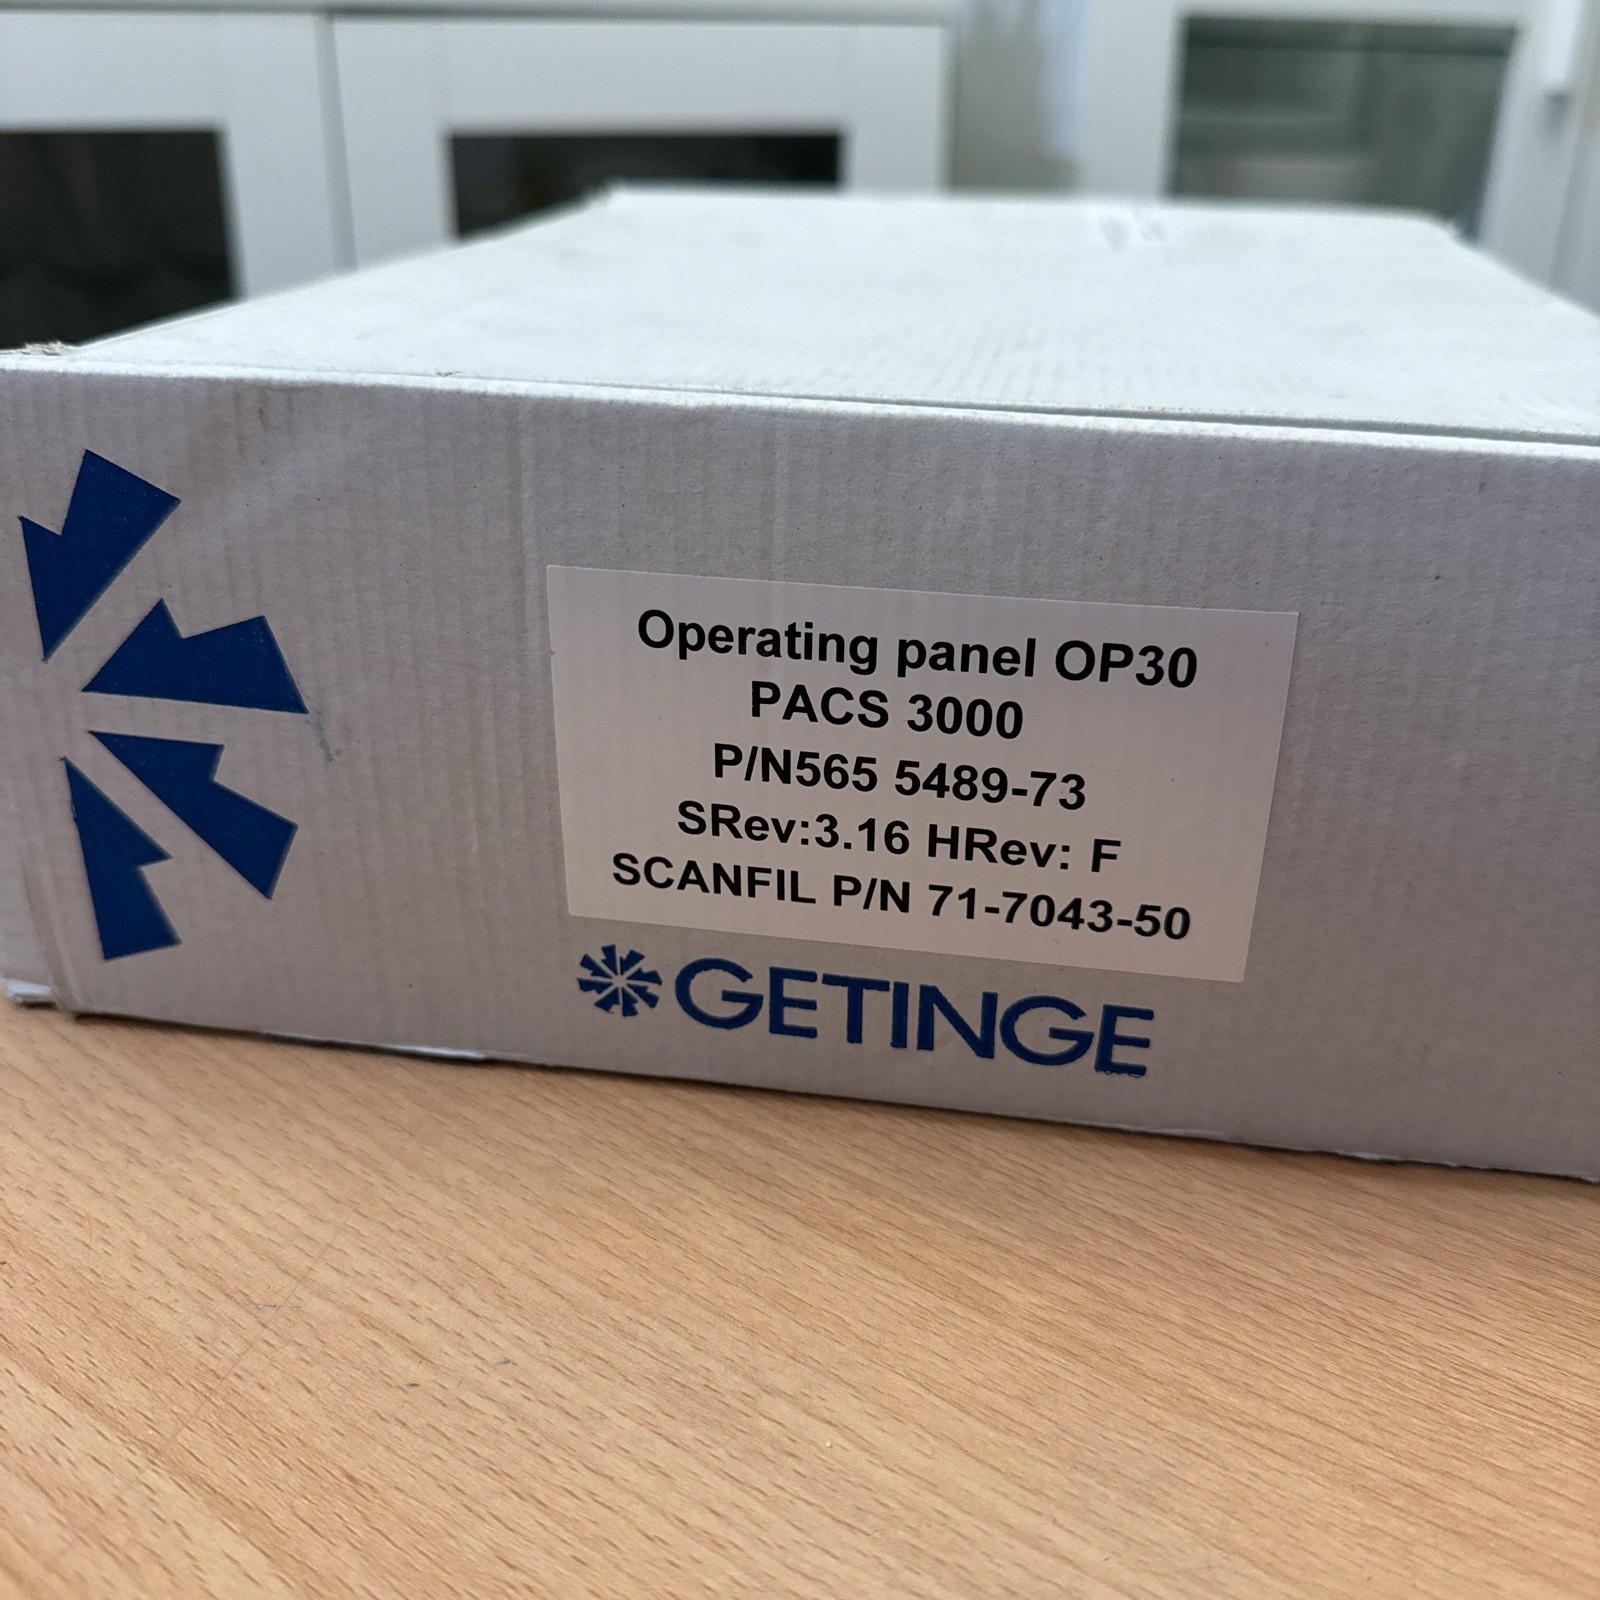 Operating panel OP30
PACS 3000
P/N565 5489-73
SRev:3.16 HRev: F
SCANFIL P/N 71-7043-50
GETINGE